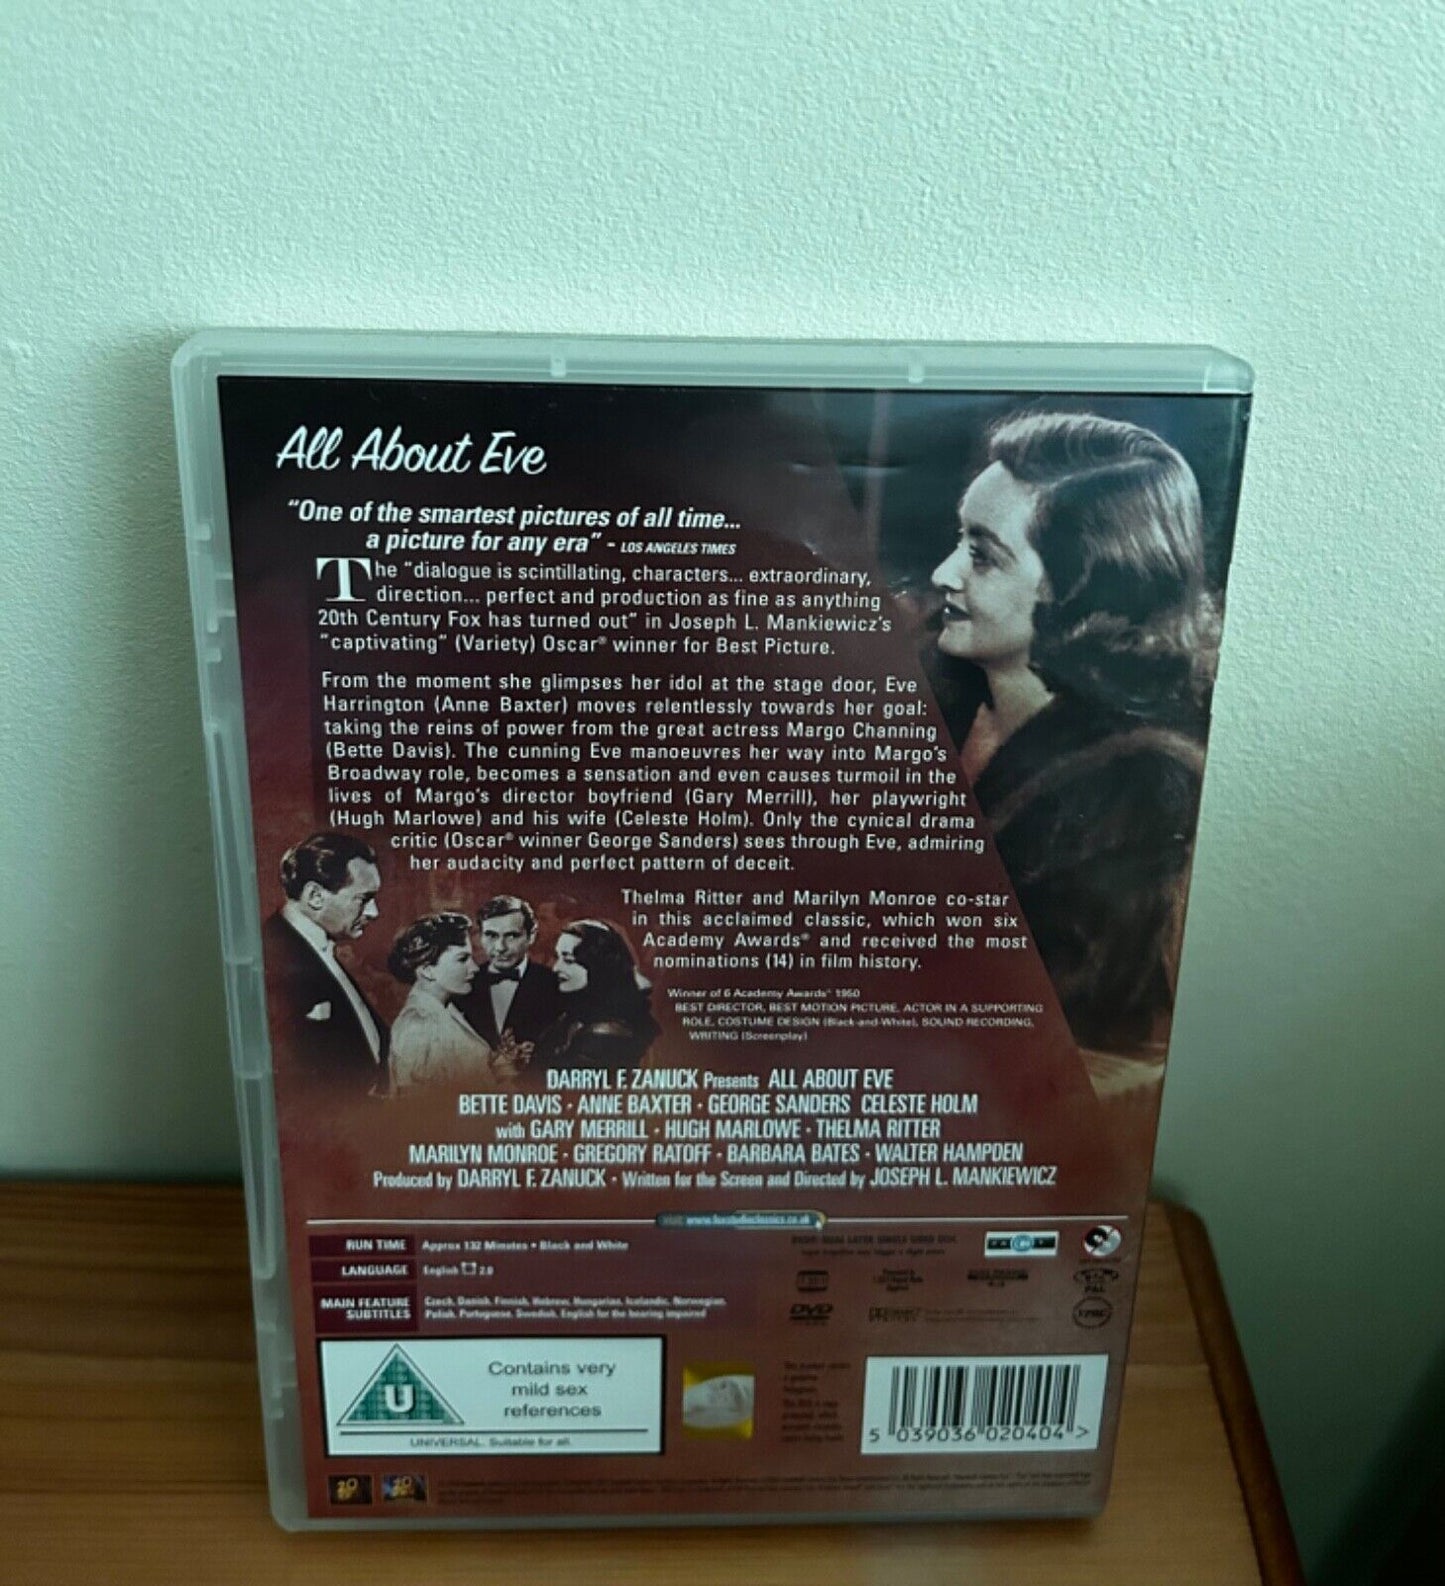 All About Eve
"One of the smartest pictures of all time...
a picture for any era" - LOS ANGELES TIMES
The "dialogue is scintillating, characters... extraordinary,
direction... perfect and production as fine as anything
20th Century Fox has turned out" in Joseph L. Mankiewicz's
"captivating" (Variety) Oscar® winner for Best Picture.
From the moment she glimpses her idol at the stage door, Eve
Harrington (Anne Baxter) moves relentlessly towards her goal:
taking the reins of power from the great actress Margo Channing
(Bette Davis). The cunning Eve manoeuvres her way into Margo's
Broadway role, becomes a sensation and even causes turmoil in the
lives of Margo's director boyfriend (Gary Merrill), her playwright
(Hugh Marlowe) and his wife (Celeste Holm). Only the cynical drama
critic (Oscar® winner George Sanders) sees through Eve, admiring
her audacity and perfect pattern of deceit.
Thelma Ritter and Marilyn Monroe co-star
in this acclaimed classic, which won six
Academy Awards® and received the most
nominations (14) in film history.
Winner of 6 Academy Awards® 1950
BEST DIRECTOR, BEST MOTION PICTURE, ACTOR IN A SUPPORTING
ROLE, COSTUME DESIGN (Black-and-White), SOUND RECORDING,
WRITING (Screenplay)
DARRYL F. ZANUCK Presents ALL ABOUT EVE
BETTE DAVIS • ANNE BAXTER • GEORGE SANDERS CELESTE HOLM
with GARY MERRILL • HUGH MARLOWE • THELMA RITTER
MARILYN MONROE • GREGORY RATOFF • BARBARA BATES • WALTER HAMPDEN
Produced by DARRYL F. ZANUCK • Written for the Screen and Directed by JOSEPH L. MANKIEWICZ
www.foxstudioclassics.co.uk
RUN TIME Approx 132 Minutes • Black and White
LANGUAGE English 2.0
MAIN FEATURE SUBTITLES
Czech, Danish, Finnish, Hebrew, Hungarian, Icelandic, Norwegian,
Polish, Portuguese, Swedish, English for the hearing impaired
DVD
PAL
U
Contains very
mild sex
references
UNIVERSAL. Suitable for all.
5 039036 020404 >